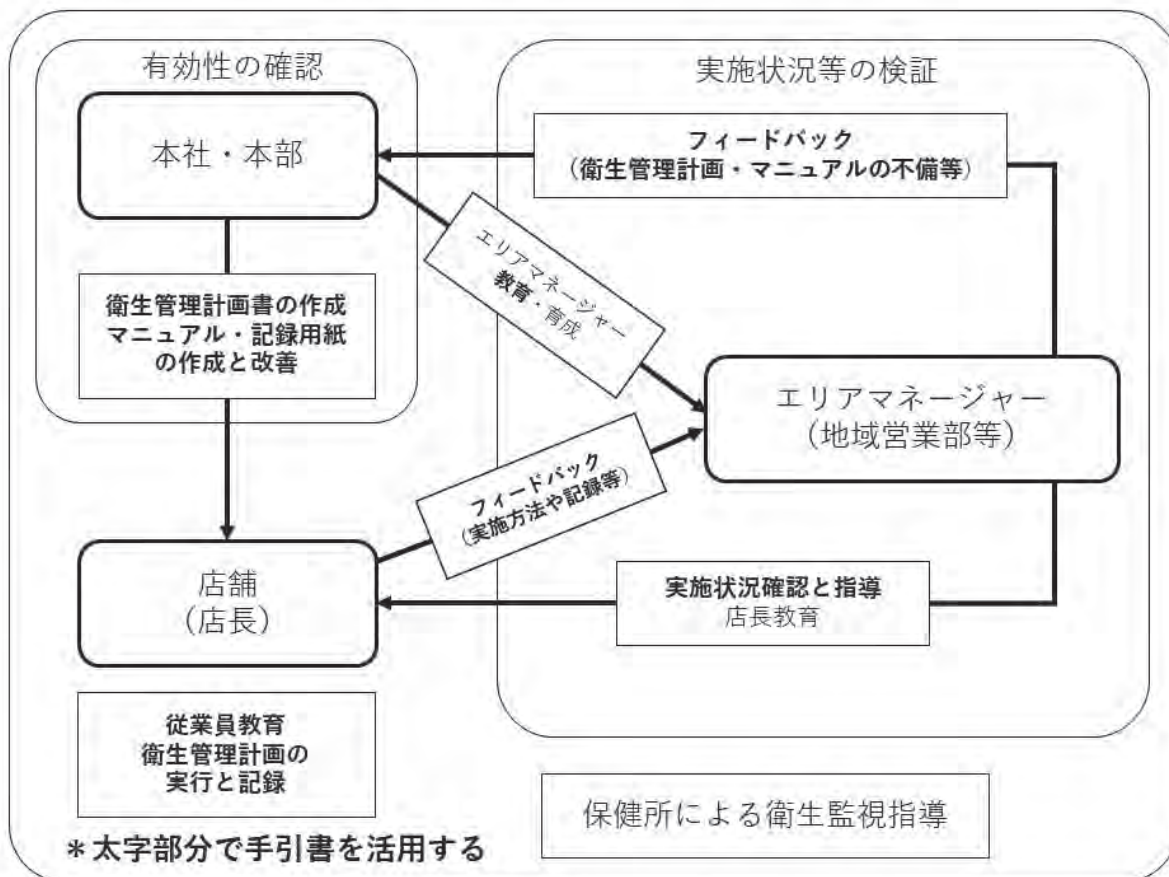 有効性の確認
本社・本部
衛生管理計画書の作成
マニュアル・記録用紙
の作成と改善
実施状況等の検証
フィードバック
（衛生管理計画・マニュアルの不備等）
エリアマネージャー
教育・育成
エリアマネージャー
（地域営業部等）
フィードバック
（実施方法や記録等）
店舗
（店長）
実施状況確認と指導
店長教育
従業員教育
衛生管理計画の
実行と記録
保健所による衛生監視指導
＊太字部分で手引書を活用する